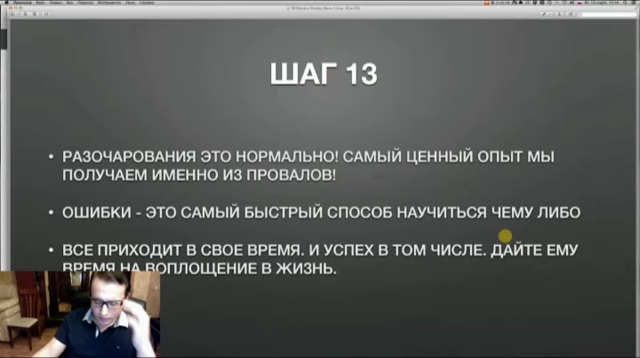 ШАГ 13
• РАЗОЧАРОВАНИЯ ЭТО НОРМАЛЬНО! САМЫЙ ЦЕННЫЙ ОПЫТ МЫ
ПОЛУЧАЕМ ИМЕННО ИЗ ПРОВАЛОВ!
• ОШИБКИ - ЭТО САМЫЙ БЫСТРЫЙ СПОСОБ НАУЧИТЬСЯ ЧЕМУ ЛИБО
• ВСЕ ПРИХОДИТ В СВОЕ ВРЕМЯ. И УСПЕХ В ТОМ ЧИСЛЕ. ДАЙТЕ ЕМУ
ВРЕМЯ НА ВОПЛОЩЕНИЕ В ЖИЗНЬ.